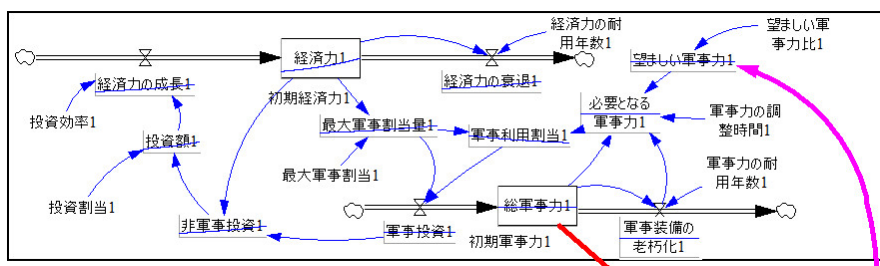 経済力の耐
用年数1
望ましい軍
事力比1
経済力1
望ましい軍事力1
経済力の成長1
経済力の衰退1
初期経済力1
投資効率1
必要となる
軍事力1
軍事力の調
整時間1
最大軍事割当量1
軍事利用割当1
投資額1
最大軍事割当1
軍事力の耐
用年数1
投資割当1
非軍事投資1
軍事投資1
総軍事力1
初期軍事力1
軍事装備の
老朽化1